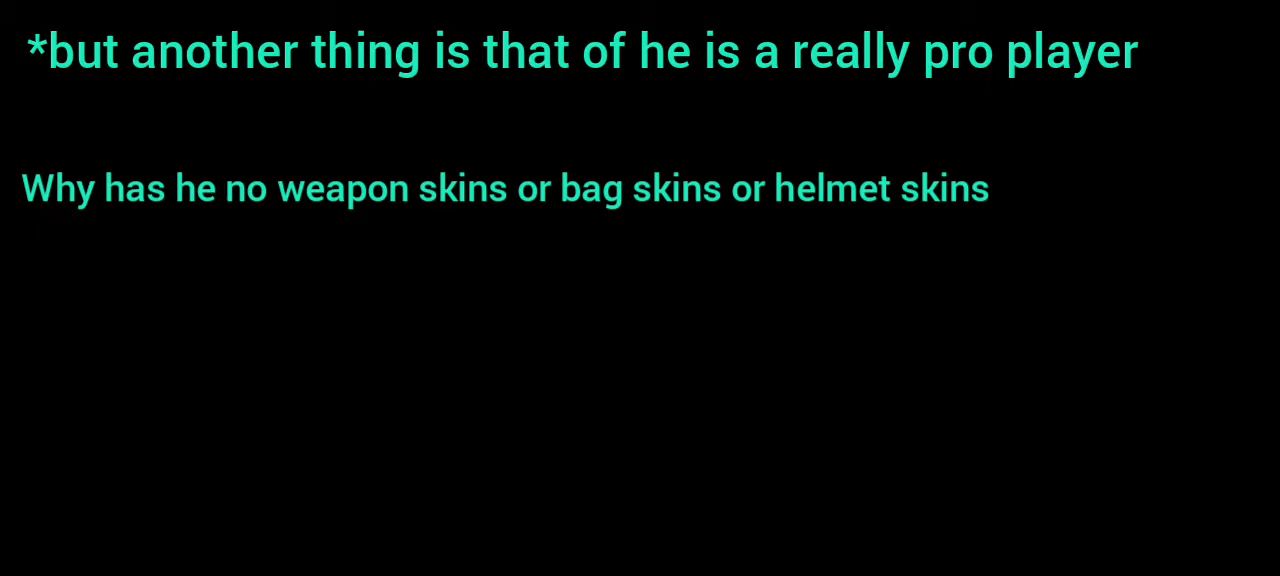 *but another thing is that of he is a really pro player
Why has he no weapon skins or bag skins or helmet skins